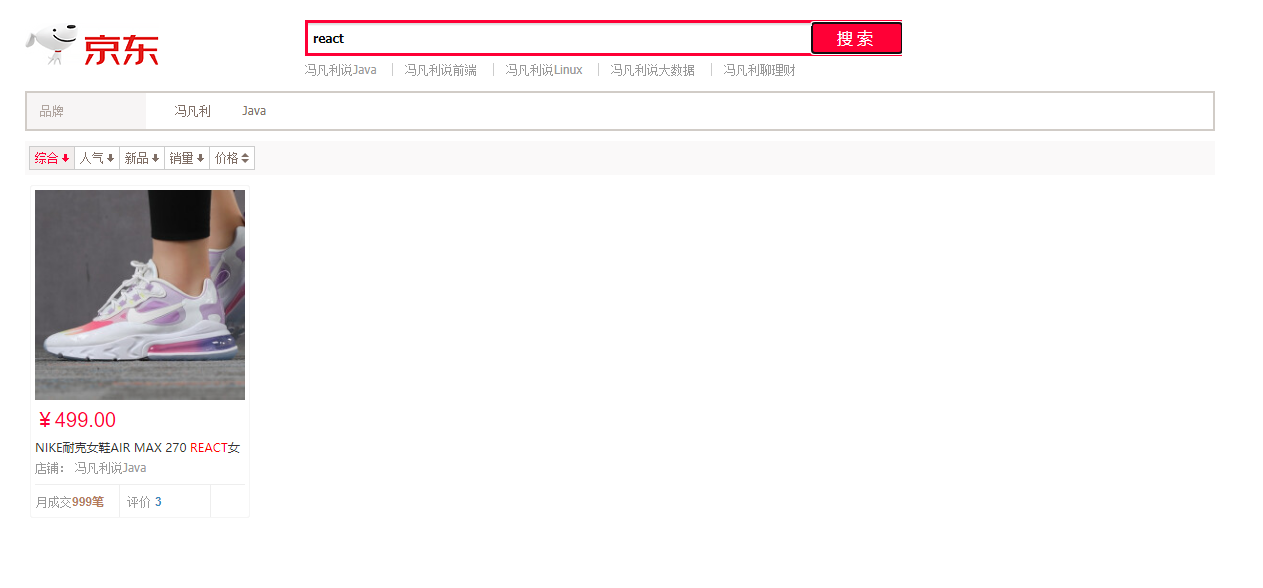 京东
react
搜索
冯凡利说Java 冯凡利说前端 冯凡利说Linux 冯凡利说大数据 冯凡利聊理财
品牌 冯凡利 Java
综合 人气 新品 销量 价格
¥499.00
NIKE耐克女鞋AIR MAX 270 REACT女
店铺： 冯凡利说Java
月成交999笔 评价 3